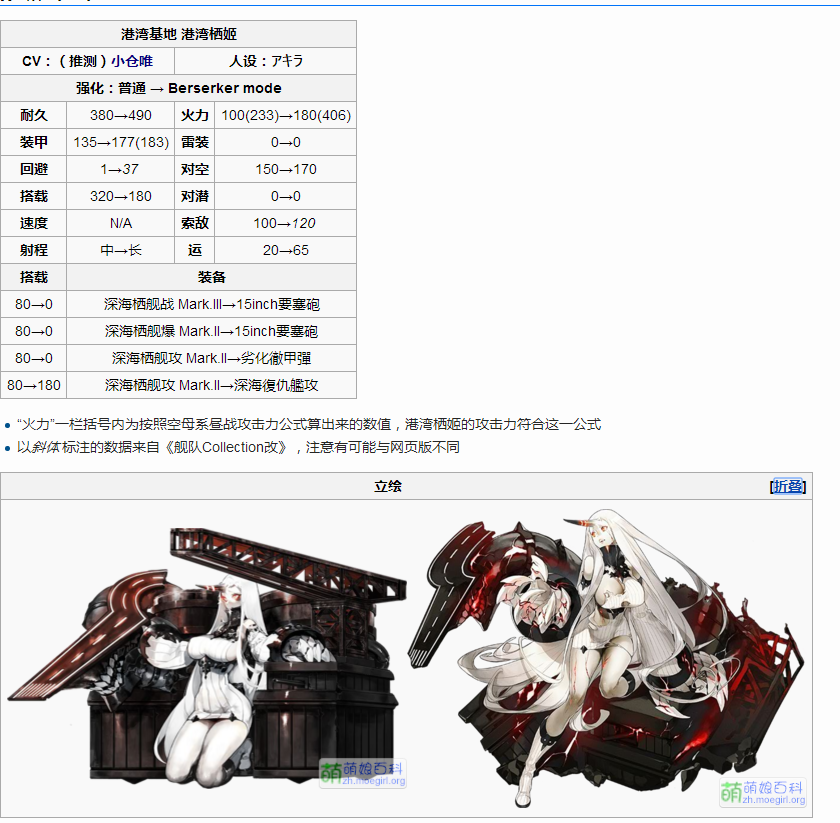 港湾基地 港湾栖姬
CV：（推测）小仓唯 人设：アキラ
强化：普通 → Berserker mode
耐久 380→490 火力 100(233)→180(406)
装甲 135→177(183) 雷装 0→0
回避 1→37 对空 150→170
搭载 320→180 对潜 0→0
速度 N/A 索敌 100→120
射程 中→长 运 20→65
搭载 装备
80→0 深海栖舰战 Mark.III→15inch要塞砲
80→0 深海栖舰爆 Mark.II→15inch要塞砲
80→0 深海栖舰攻 Mark.II→劣化徹甲彈
80→180 深海栖舰攻 Mark.II→深海復仇艦攻
“火力”一栏括号内为按照空母系昼战攻击力公式算出来的数值，港湾栖姬的攻击力符合这一公式
以斜体标注的数据来自《舰队Collection改》，注意有可能与网页版不同
立绘 [折叠]
萌娘百科
zh.moegirl.org
萌娘百科
zh.moegirl.org